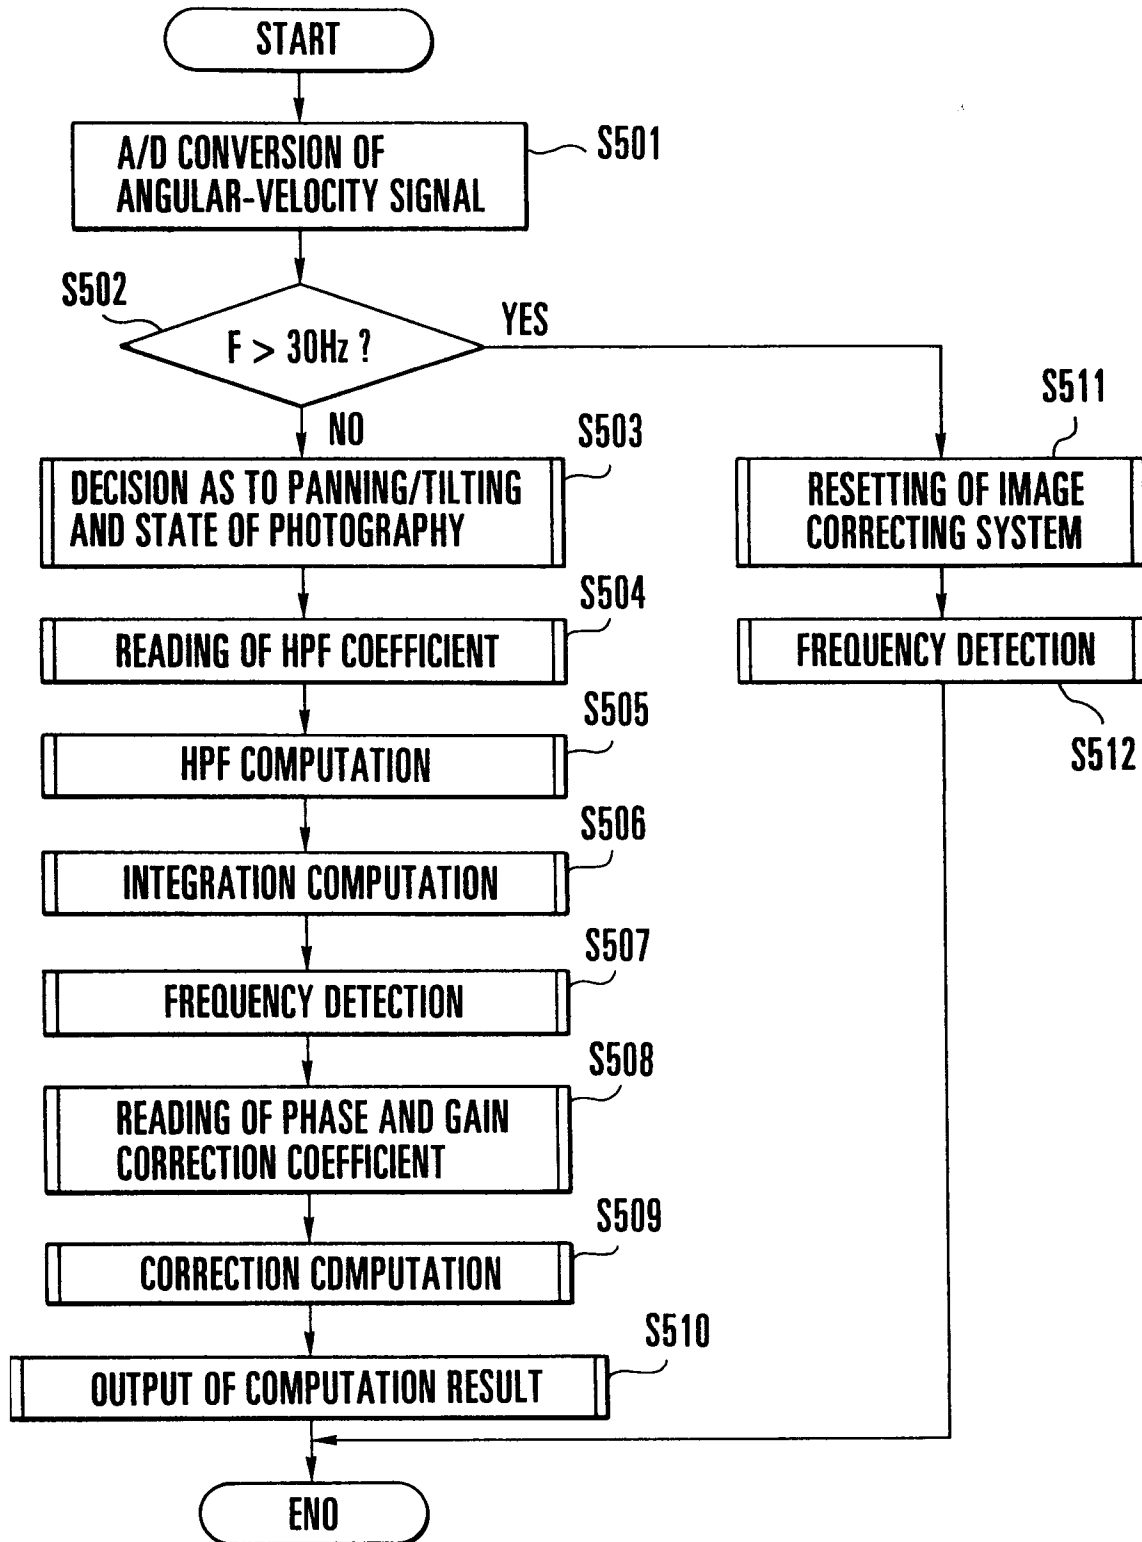 START
A/D CONVERSION OF
ANGULAR-VELOCITY SIGNAL
S501
S502
F > 30Hz ?
YES
NO
S503
DECISION AS TO PANNING/TILTING
AND STATE OF PHOTOGRAPHY
S504
READING OF HPF COEFFICIENT
S505
HPF COMPUTATION
S506
INTEGRATION COMPUTATION
S507
FREQUENCY DETECTION
S508
READING OF PHASE AND GAIN
CORRECTION COEFFICIENT
S509
CORRECTION CDMPUTATION
S510
OUTPUT OF COMPUTATION RESULT
ENO
S511
RESETTING OF IMAGE
CORRECTING SYSTEM
FREQUENCY DETECTION
S512